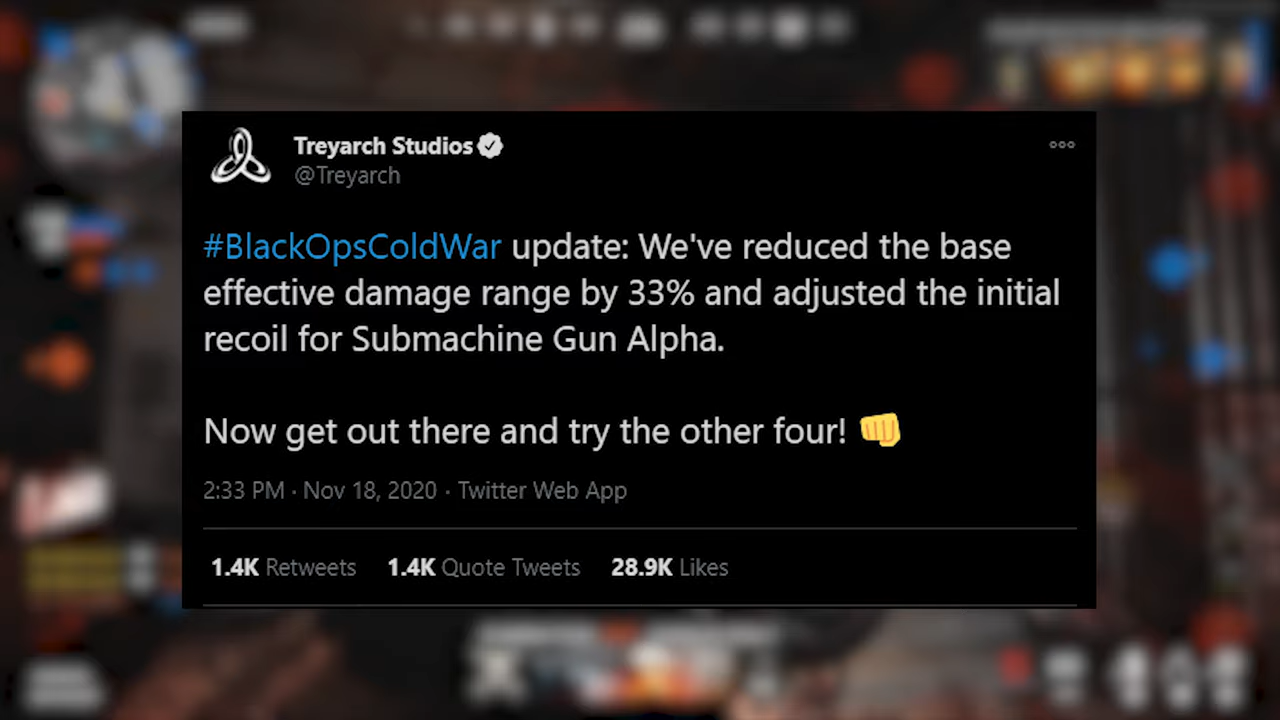 Treyarch Studios
@Treyarch
#BlackOpsColdWar update: We've reduced the base
effective damage range by 33% and adjusted the initial
recoil for Submachine Gun Alpha.
Now get out there and try the other four! 👊
2:33 PM · Nov 18, 2020 · Twitter Web App
1.4K Retweets 1.4K Quote Tweets 28.9K Likes